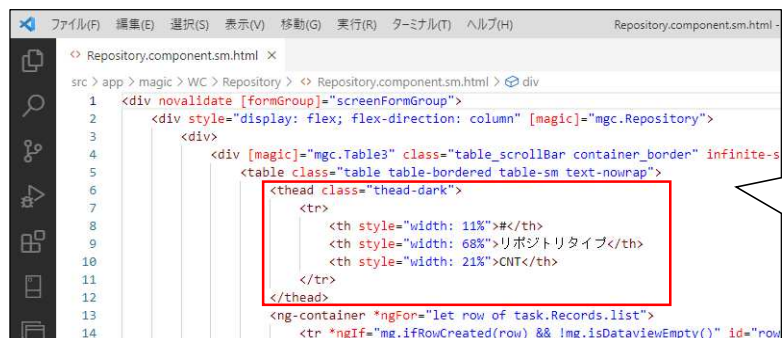 ファイル(F) 編集(E) 選択(S) 表示(V) 移動(G) 実行(R) ターミナル(T) ヘルプ(H) Repository.component.sm.html -
<> Repository.component.sm.html ×
src > app > magic > WC > Repository > <> Repository.component.sm.html > div
1 <div novalidate [formGroup]="screenFormGroup">
2 <div style="display: flex; flex-direction: column" [magic]="mgc.Repository">
3 <div>
4 <div [magic]="mgc.Table3" class="table_scrollBar container_border" infinite-s
5 <table class="table table-bordered table-sm text-nowrap">
6 <thead class="thead-dark">
7 <tr>
8 <th style="width: 11%">#</th>
9 <th style="width: 68%">リポジトリタイプ</th>
10 <th style="width: 21%">CNT</th>
11 </tr>
12 </thead>
13 <ng-container *ngFor="let row of task.Records.list">
14 <tr *ngIf="mg.ifRowCreated(row) && !mg.isDataviewEmpty()" id="row